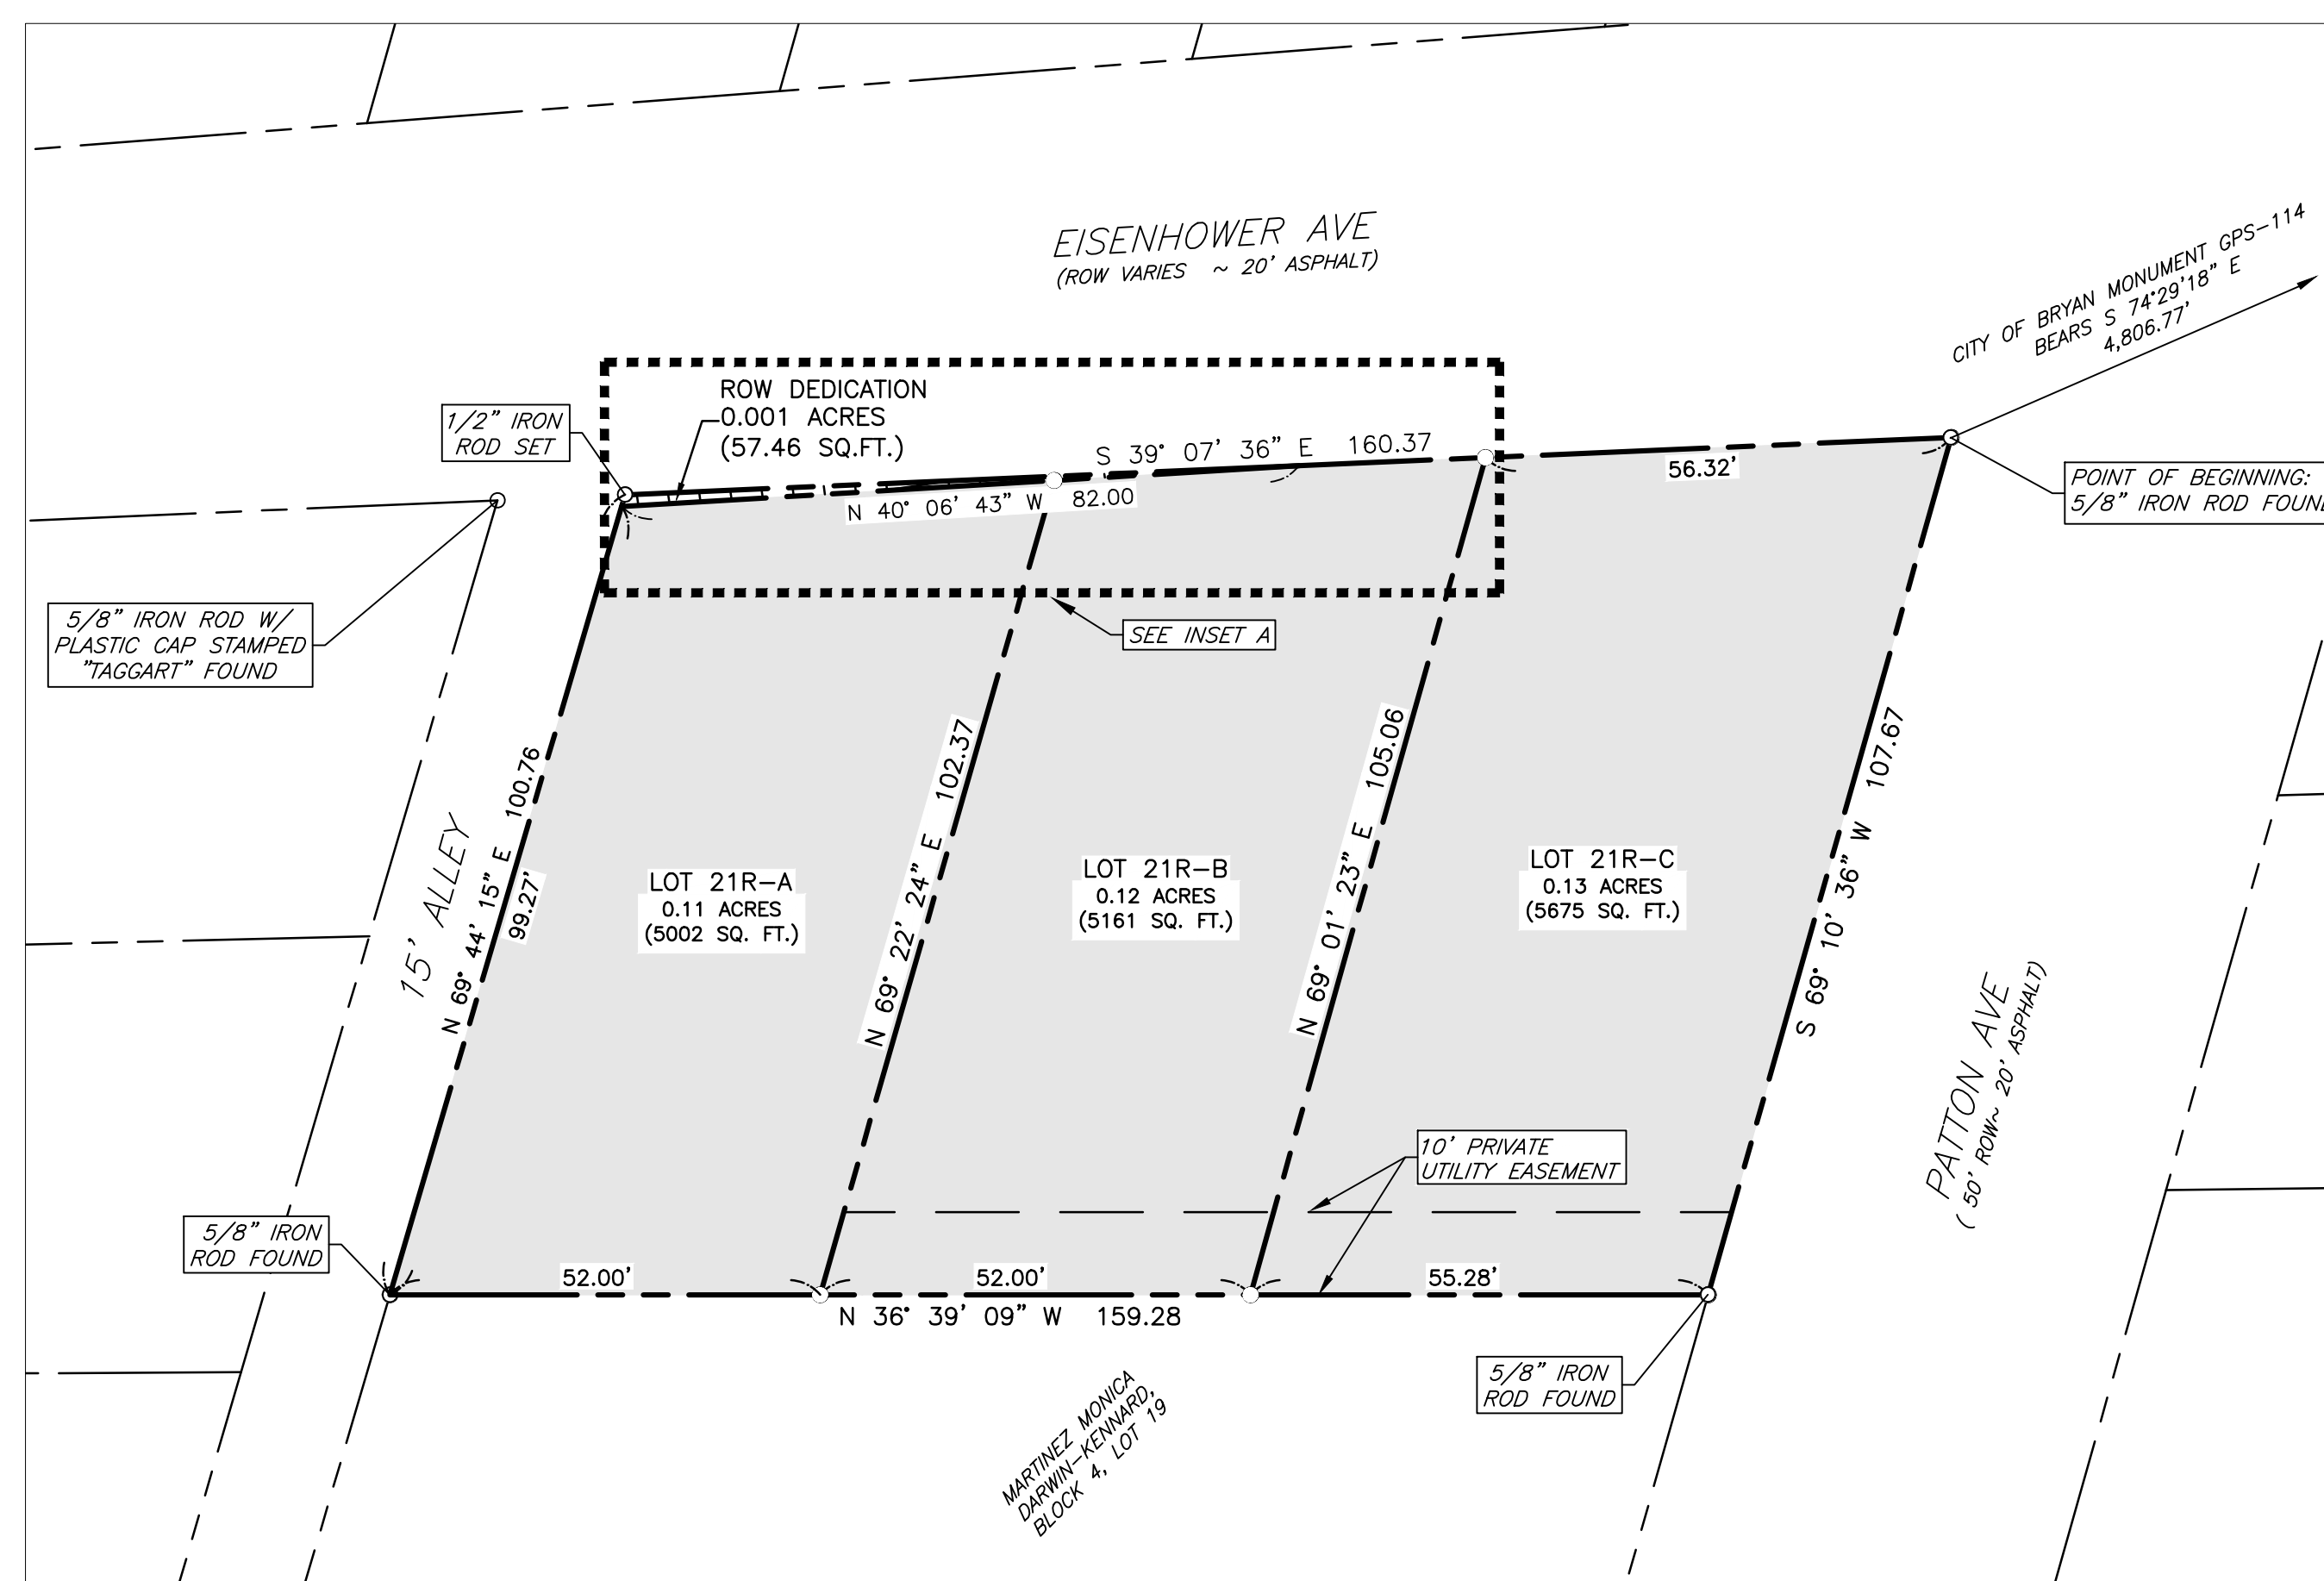 EISENHOWER AVE
(ROW VARIES ~ 20' ASPHALT)
CITY OF BRYAN MONUMENT GPS-114
BEARS S 74°29'18" E
4,806.77'
ROW DEDICATION
0.001 ACRES
(57.46 SQ.FT.)
1/2" IRON
ROD SET
S 39° 07' 36" E 160.37
56.32'
POINT OF BEGINNING:
5/8" IRON ROD FOUN
N 40° 06' 43" W 82.00
5/8" IRON ROD W/
PLASTIC CAP STAMPED
"TAGGART" FOUND
SEE INSET A
15' ALLEY
N 69° 44' 15" E 100.76
99.27'
N 69° 22' 24" E 102.37
N 69° 01' 23" E 105.06
S 69° 10' 36" W 107.67
LOT 21R-A
0.11 ACRES
(5002 SQ. FT.)
LOT 21R-B
0.12 ACRES
(5161 SQ. FT.)
LOT 21R-C
0.13 ACRES
(5675 SQ. FT.)
PATTON AVE
( 50' ROW~ 20' ASPHALT)
10' PRIVATE
UTILITY EASEMENT
5/8" IRON
ROD FOUND
52.00'
52.00'
55.28'
N 36° 39' 09" W 159.28
5/8" IRON
ROD FOUND
MARTINEZ MONICA
DARWIN-KENNARD,
BLOCK 4, LOT 19